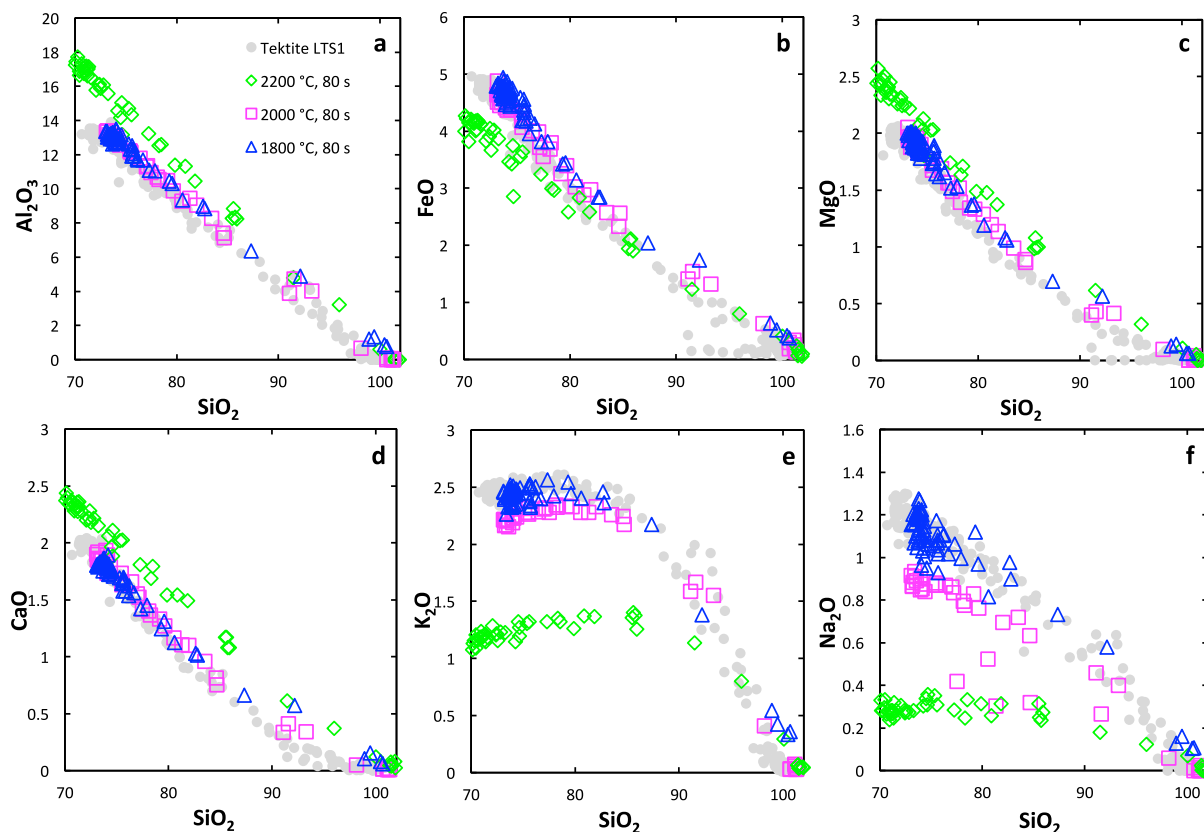 a
20
18
16
14
12
10
8
6
4
2
0
Al₂O₃
70 80 90 100
SiO₂
Tektite LTS1
2200 °C, 80 s
2000 °C, 80 s
1800 °C, 80 s
b
6
5
4
3
2
1
0
FeO
70 80 90 100
SiO₂
c
3
2.5
2
1.5
1
0.5
0
MgO
70 80 90 100
SiO₂
d
3
2.5
2
1.5
1
0.5
0
CaO
70 80 90 100
SiO₂
e
3
2.5
2
1.5
1
0.5
0
K₂O
70 80 90 100
SiO₂
f
1.6
1.4
1.2
1
0.8
0.6
0.4
0.2
0
Na₂O
70 80 90 100
SiO₂